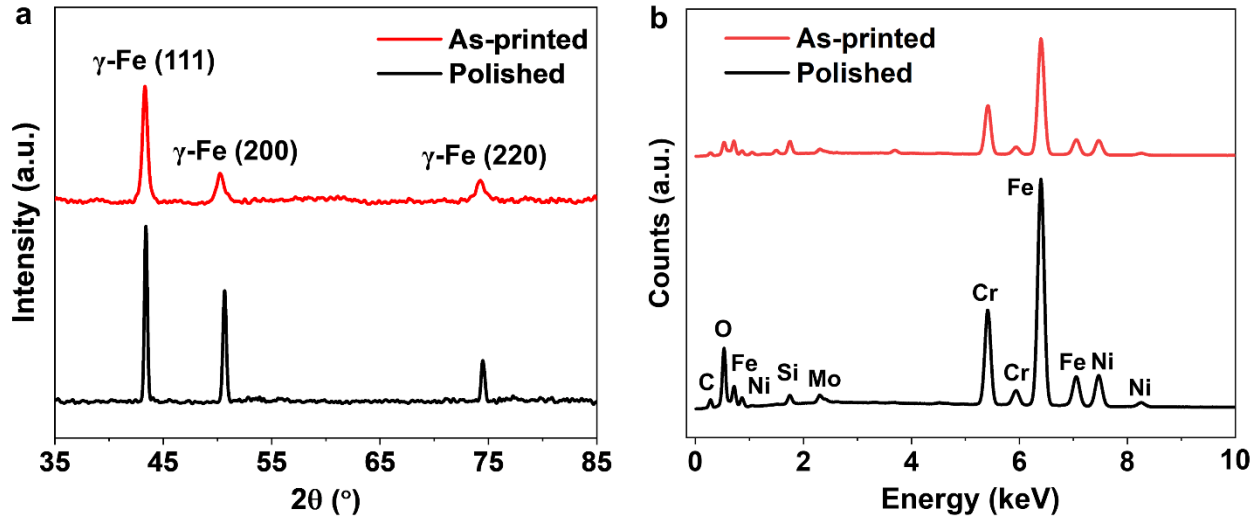 a
As-printed
Polished
γ-Fe (111)
γ-Fe (200)
γ-Fe (220)
Intensity (a.u.)
35 45 55 65 75 85
2θ (°)
b
As-printed
Polished
Counts (a.u.)
C
O
Fe
Ni
Si
Mo
Cr
Cr
Fe
Fe
Ni
Ni
0 2 4 6 8 10
Energy (keV)